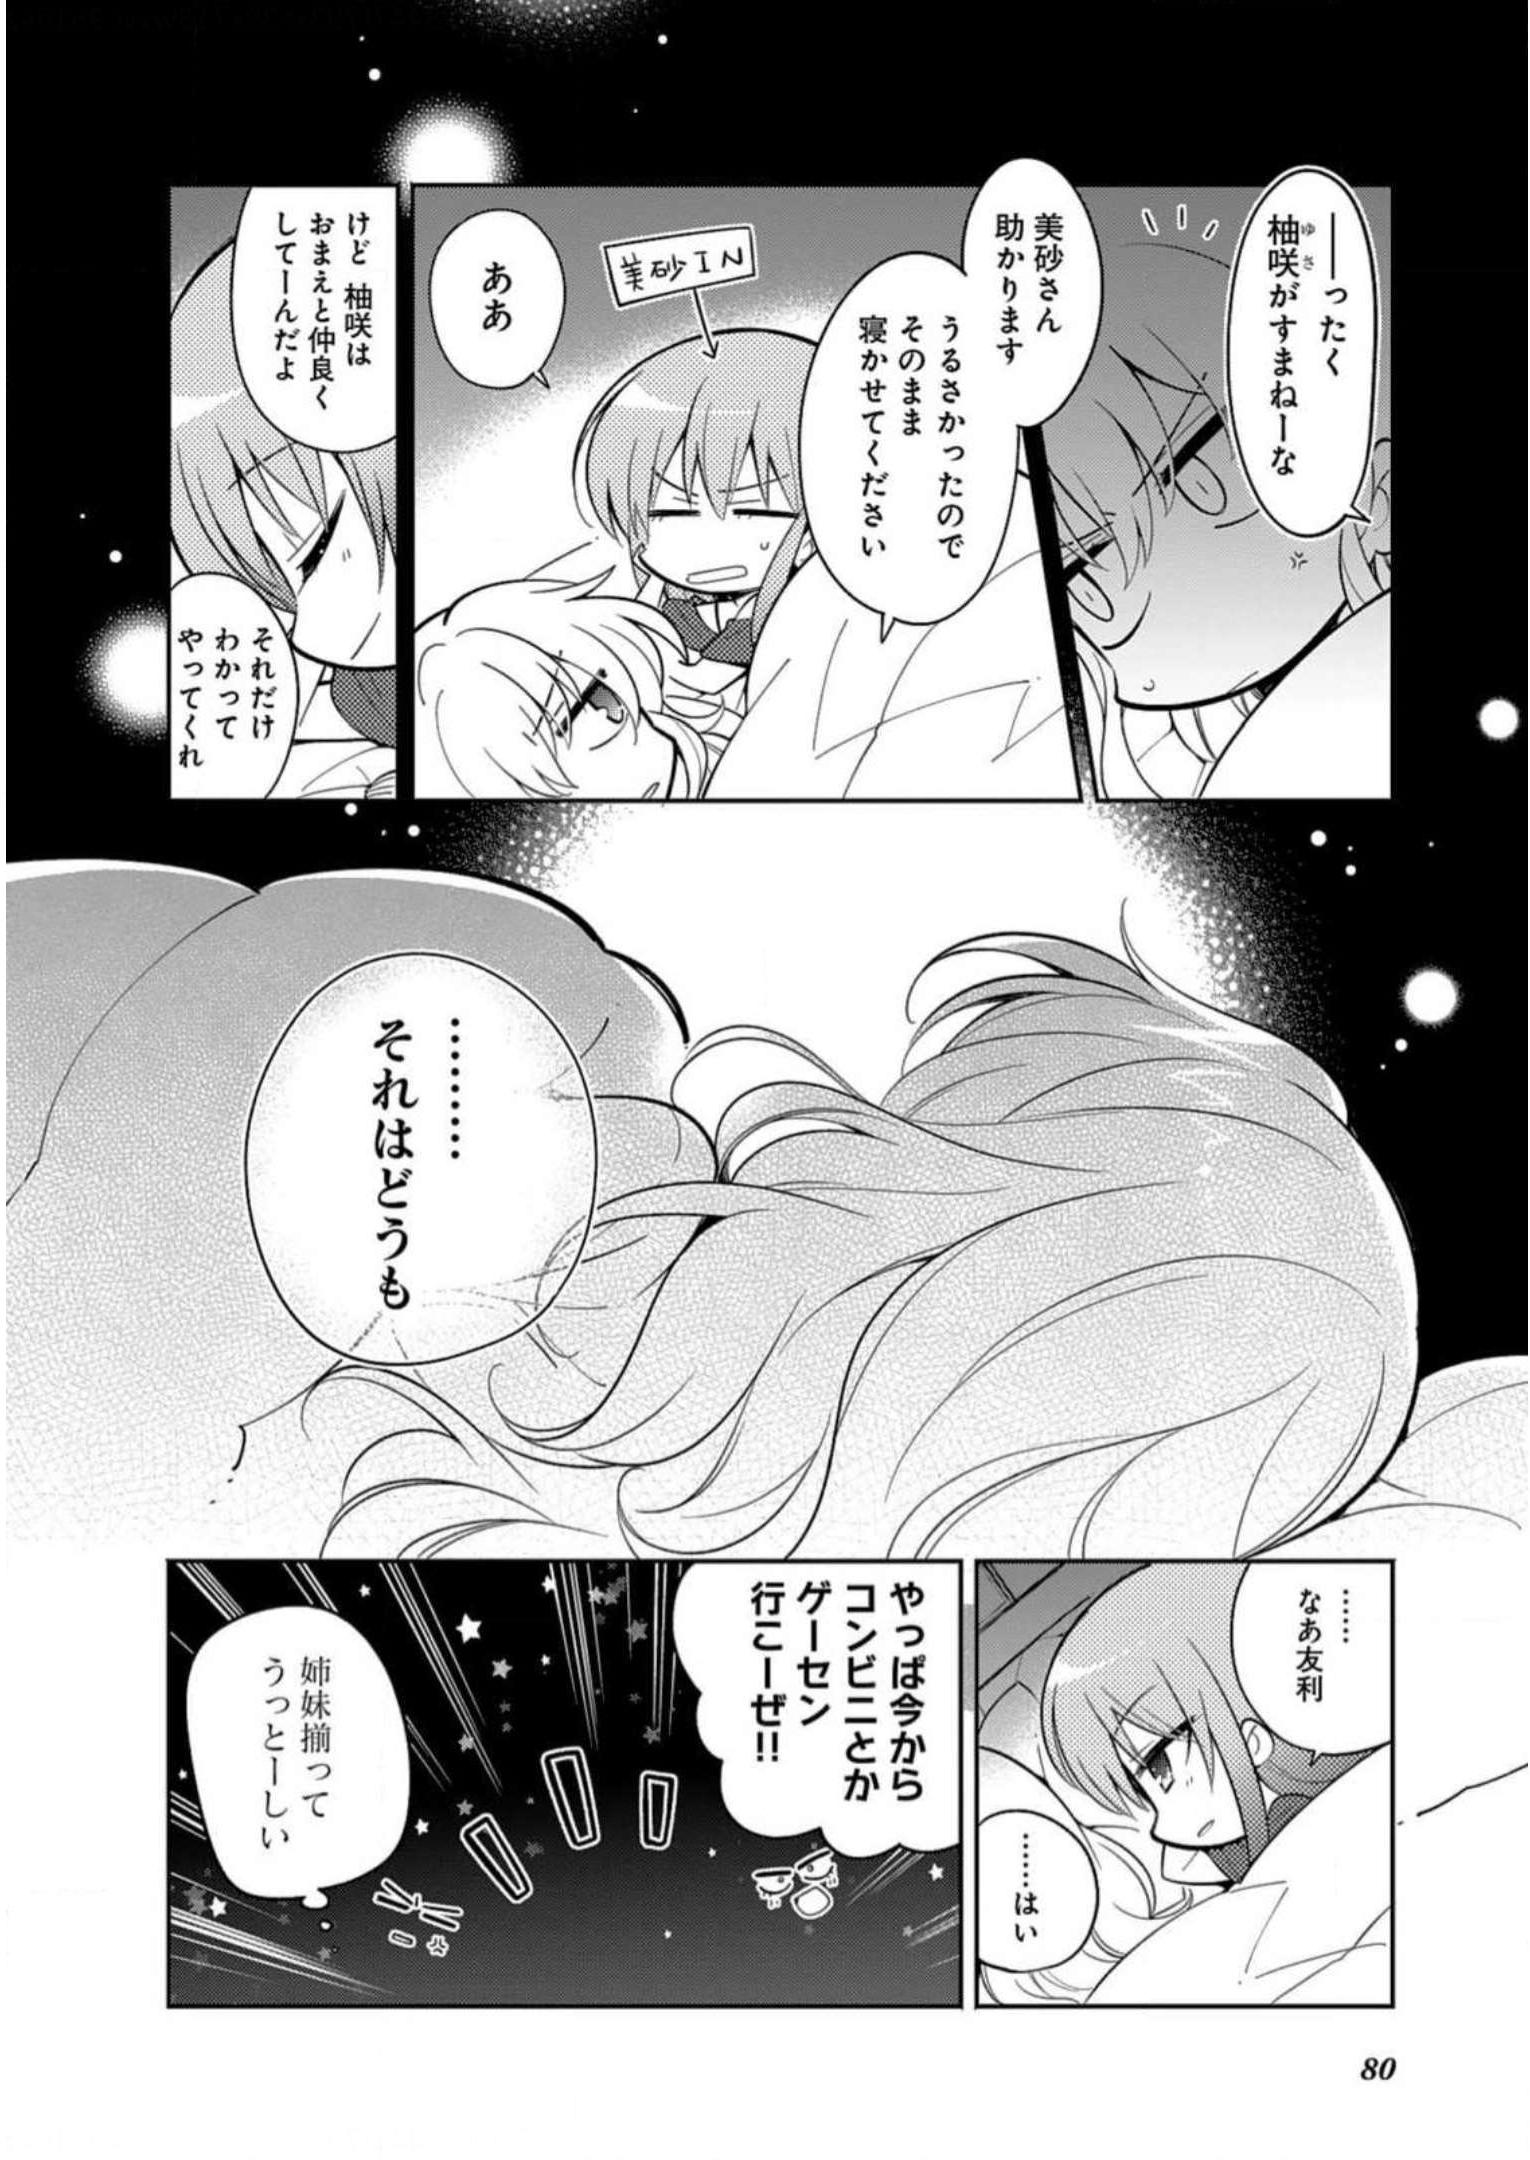 ──ったく
柚咲がすまねーな
ゆさ
美砂さん
助かります
うるさかったので
そのまま
寝かせてください
美砂IN
ああ
けど 柚咲は
おまえと仲良く
してーんだよ
それだけ
わかって
やってくれ
………
それはどうも
……
なあ友利
……はい
やっぱ今から
コンビニとか
ゲーセン
行こーぜ!!
姉妹揃って
うっとーしい
80